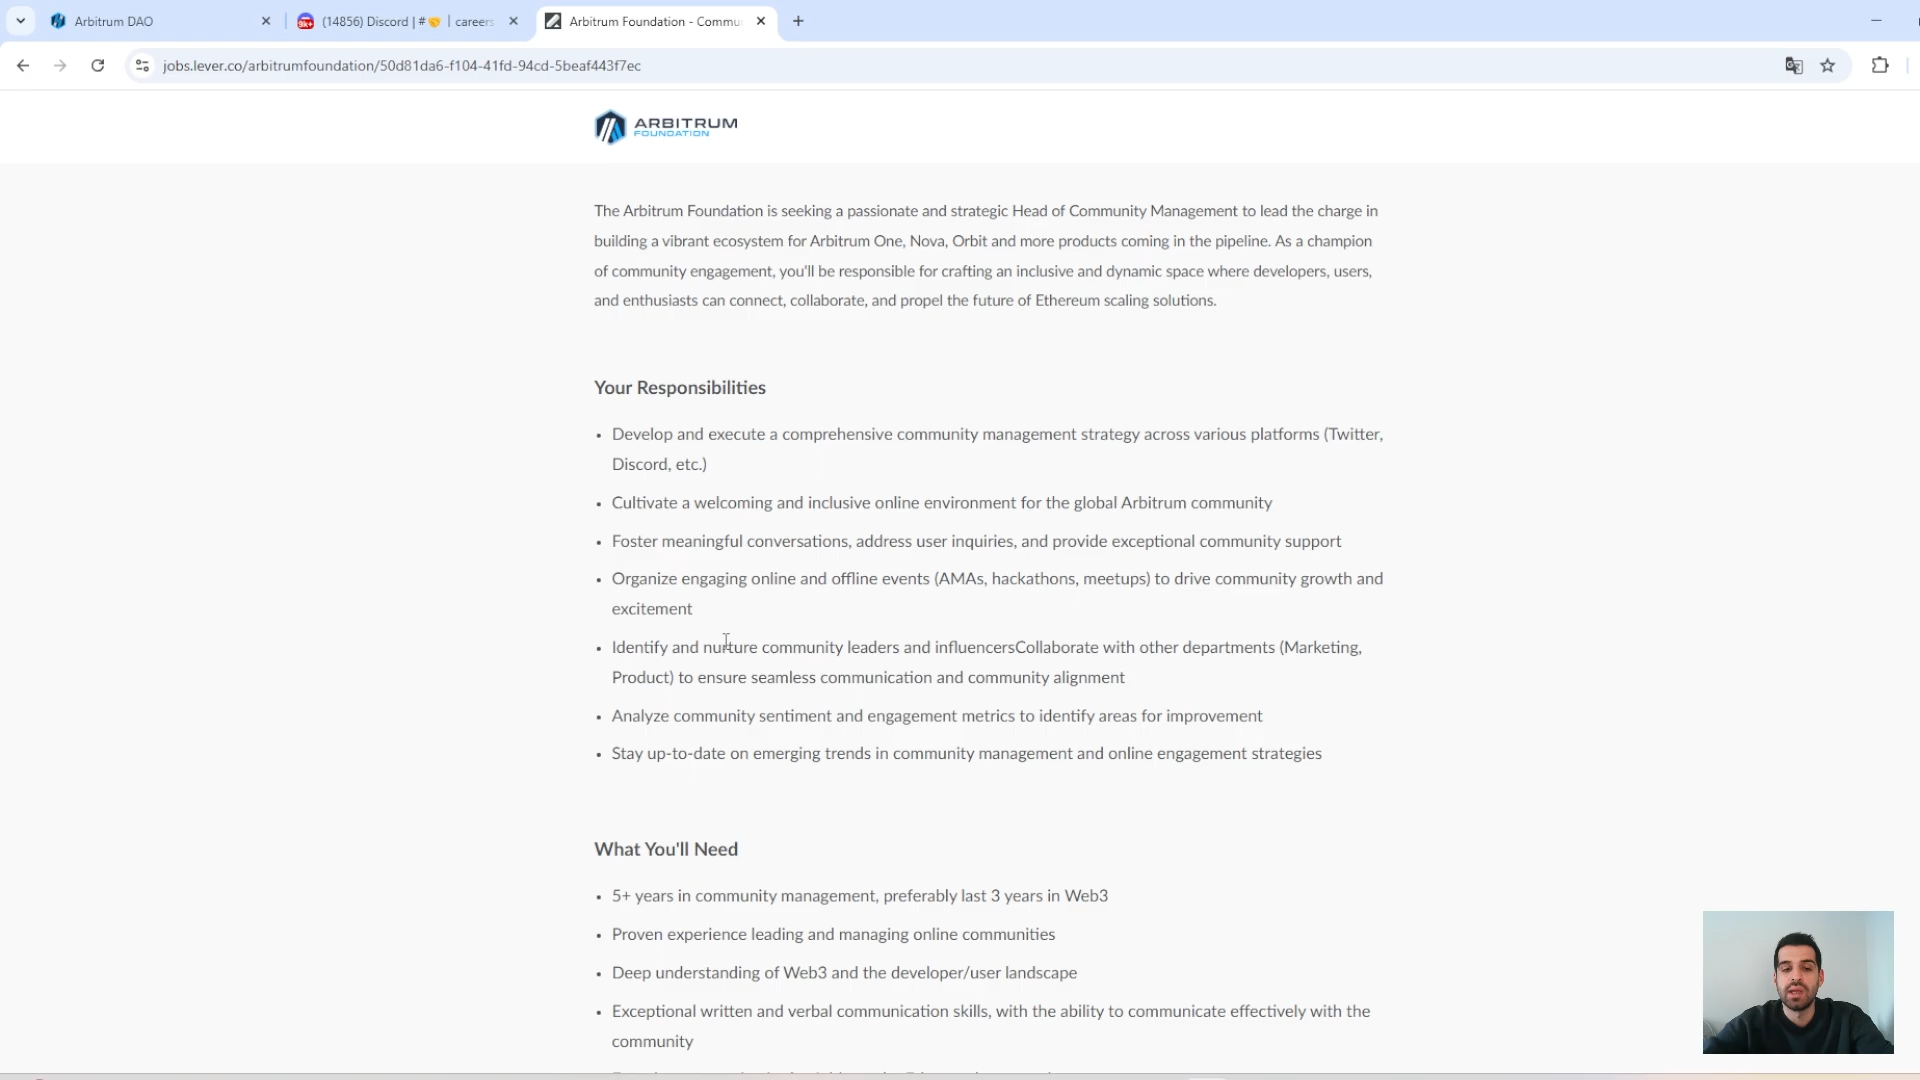 Arbitrum DAO
(14856) Discord | # 🤝 | careers
Arbitrum Foundation - Commu
jobs.lever.co/arbitrumfoundation/50d81da6-f104-41fd-94cd-5beaf443f7ec
ARBITRUM
FOUNDATION
The Arbitrum Foundation is seeking a passionate and strategic Head of Community Management to lead the charge in
building a vibrant ecosystem for Arbitrum One, Nova, Orbit and more products coming in the pipeline. As a champion
of community engagement, you'll be responsible for crafting an inclusive and dynamic space where developers, users,
and enthusiasts can connect, collaborate, and propel the future of Ethereum scaling solutions.
Your Responsibilities
• Develop and execute a comprehensive community management strategy across various platforms (Twitter,
Discord, etc.)
• Cultivate a welcoming and inclusive online environment for the global Arbitrum community
• Foster meaningful conversations, address user inquiries, and provide exceptional community support
• Organize engaging online and offline events (AMAs, hackathons, meetups) to drive community growth and
excitement
• Identify and nurture community leaders and influencersCollaborate with other departments (Marketing,
Product) to ensure seamless communication and community alignment
• Analyze community sentiment and engagement metrics to identify areas for improvement
• Stay up-to-date on emerging trends in community management and online engagement strategies
What You'll Need
• 5+ years in community management, preferably last 3 years in Web3
• Proven experience leading and managing online communities
• Deep understanding of Web3 and the developer/user landscape
• Exceptional written and verbal communication skills, with the ability to communicate effectively with the
community